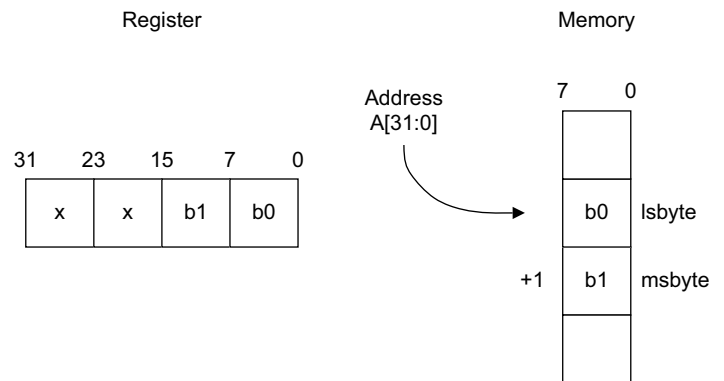 Register
Memory
7 0
Address
A[31:0]
31 23 15 7 0
x x b1 b0
b0 lsbyte
+1 b1 msbyte